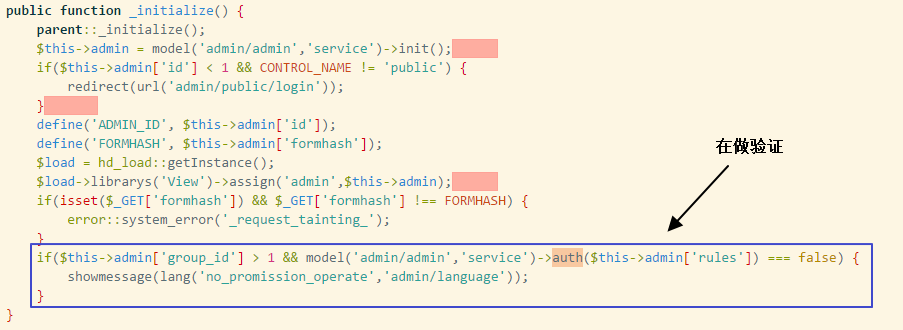 public function _initialize() {
    parent::_initialize();
    $this->admin = model('admin/admin','service')->init();
    if($this->admin['id'] < 1 && CONTROL_NAME != 'public') {
        redirect(url('admin/public/login'));
    }
    define('ADMIN_ID', $this->admin['id']);
    define('FORMHASH', $this->admin['formhash']);
    $load = hd_load::getInstance();
    $load->librarys('View')->assign('admin',$this->admin);
    if(isset($_GET['formhash']) && $_GET['formhash'] !== FORMHASH) {
        error::system_error('_request_tainting_');
    }
在做验证
    if($this->admin['group_id'] > 1 && model('admin/admin','service')->auth($this->admin['rules']) === false) {
        showmessage(lang('no_promission_operate','admin/language'));
    }
}